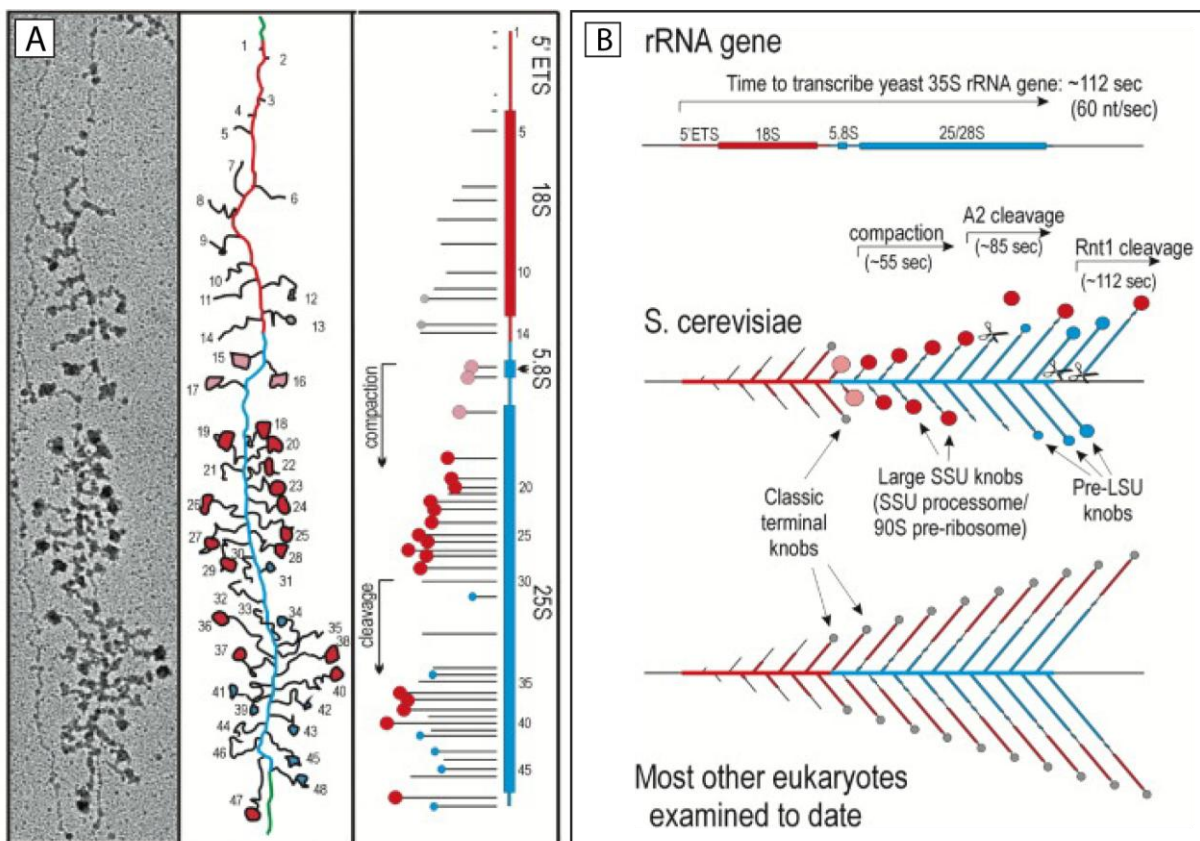 A
1
2
3
4
5
7
6
8
9
10
11
12
13
14
15
17
16
19
18
20
21
22
23
26
24
27
25
30
28
29
31
32
33
34
36
35
38
37
40
41
39
42
44
43
46
45
48
47
5' ETS
18S
5.8S
25S
1
5
10
14
20
25
30
35
40
45
compaction
cleavage
B
rRNA gene
Time to transcribe yeast 35S rRNA gene: ~112 sec
(60 nt/sec)
5'ETS 18S 5.8S 25/28S
compaction
(~55 sec)
A2 cleavage
(~85 sec)
Rnt1 cleavage
(~112 sec)
S. cerevisiae
Classic
terminal
knobs
Large SSU knobs
(SSU processome/
90S pre-ribosome)
Pre-LSU
knobs
Most other eukaryotes
examined to date